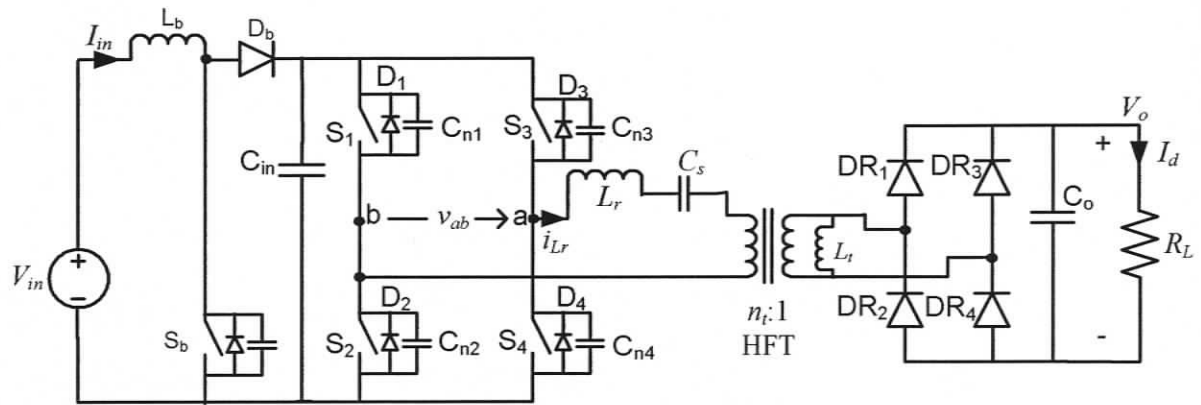 L_b
I_in
D_b
D_1
D_3
V_o
S_1
C_n1
S_3
C_n3
+
I_d
C_in
C_s
DR_1
DR_3
L_r
b
v_ab
a
i_Lr
C_o
L_t
R_L
V_in
+
-
D_2
D_4
n_t:1
HFT
DR_2
DR_4
S_b
S_2
C_n2
S_4
C_n4
-